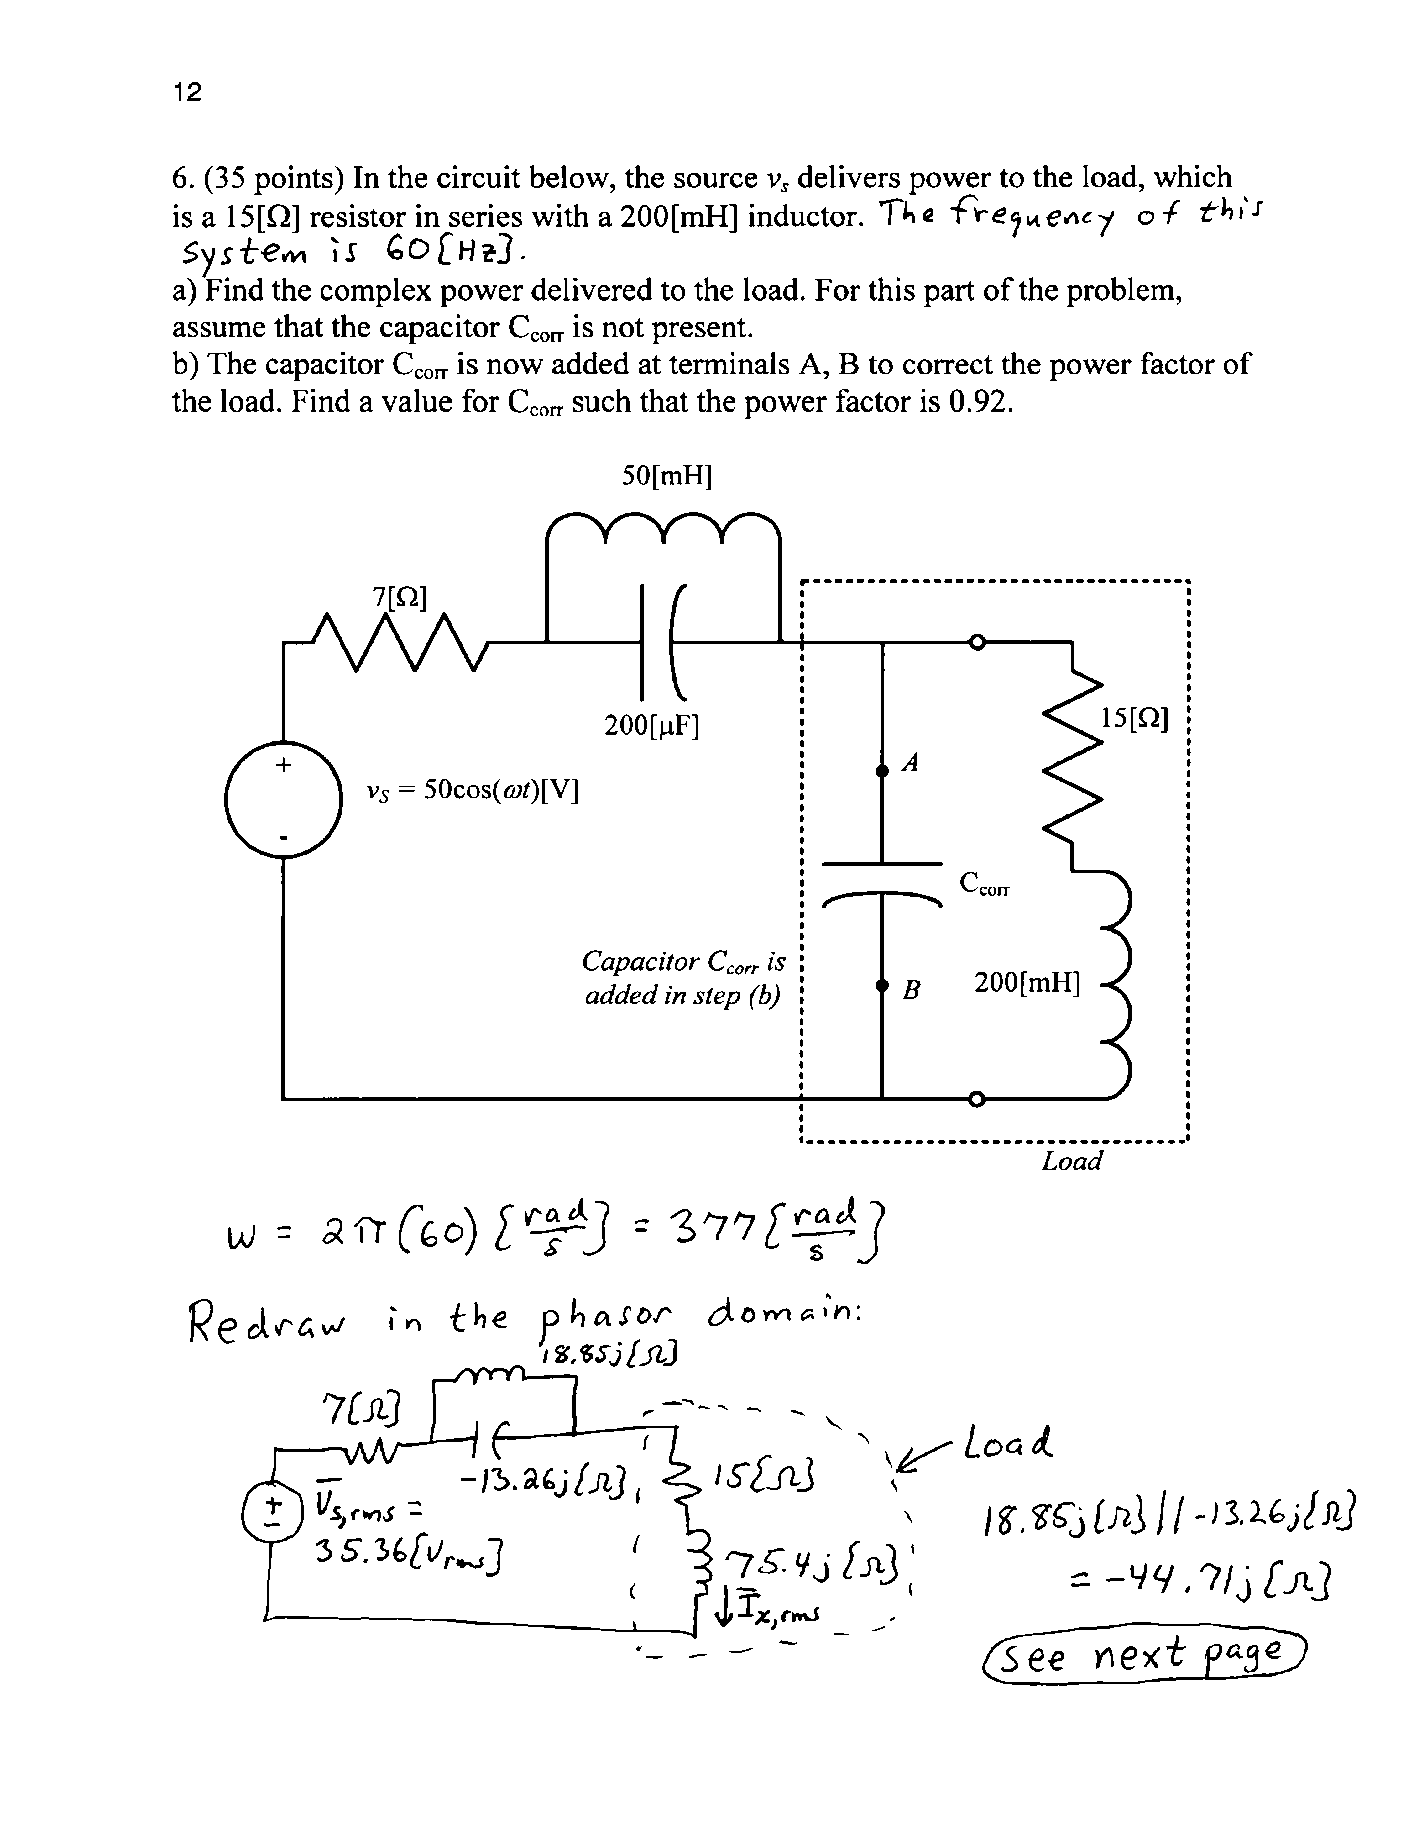 12
6. (35 points) In the circuit below, the source vs delivers power to the load, which
is a 15[Ω] resistor in series with a 200[mH] inductor. The frequency of this
system is 60[Hz].
a) Find the complex power delivered to the load. For this part of the problem,
assume that the capacitor Ccorr is not present.
b) The capacitor Ccorr is now added at terminals A, B to correct the power factor of
the load. Find a value for Ccorr such that the power factor is 0.92.
50[mH]
7[Ω]
200[μF]
15[Ω]
+
vS = 50cos(ωt)[V]
-
A
Ccorr
Capacitor Ccorr is
added in step (b)
B
200[mH]
Load
w = 2π(60) [rad/s] = 377 [rad/s]
Redraw in the phasor domain:
18.85j[Ω]
7[Ω]
Load
-13.26j[Ω]
15[Ω]
+
-
V̅s,rms =
35.36[Vrms]
18.85j[Ω] || -13.26j[Ω]
75.4j[Ω]
= -44.71j[Ω]
↓ I̅x,rms
See next page